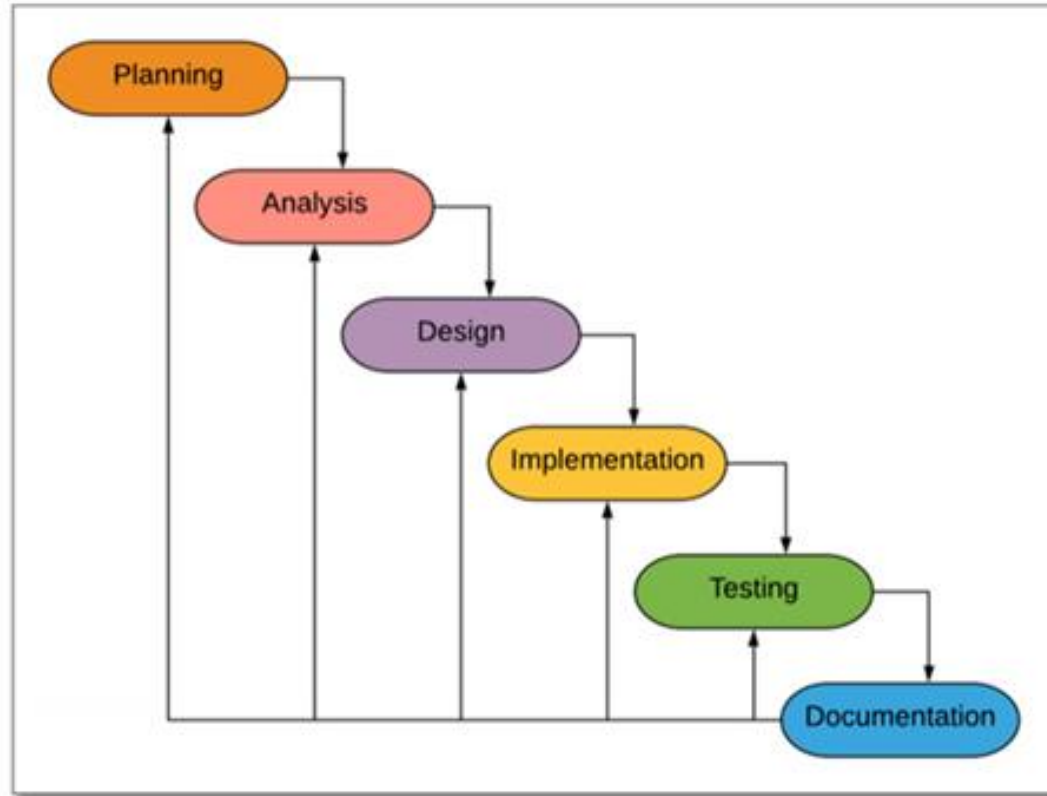 Planning
Analysis
Design
Implementation
Testing
Documentation